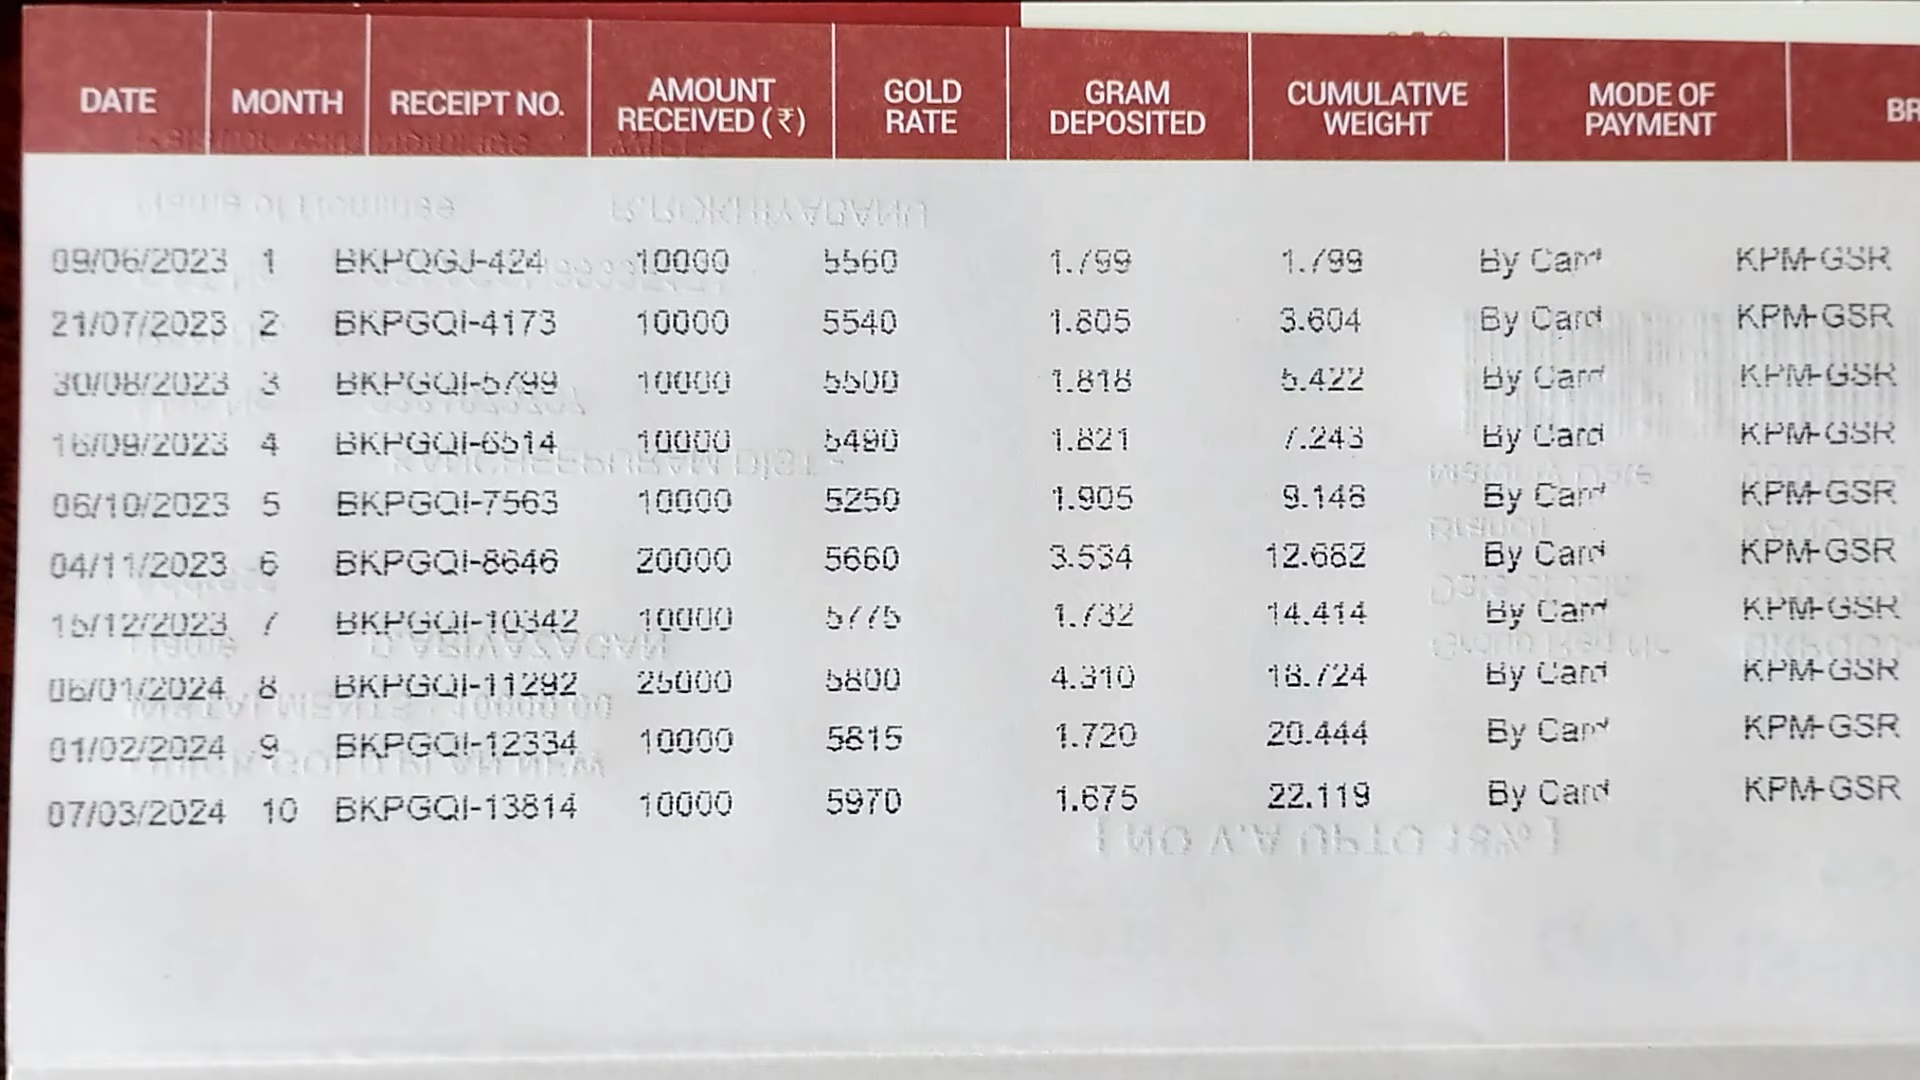 DATE MONTH RECEIPT NO. AMOUNT RECEIVED (₹) GOLD RATE GRAM DEPOSITED CUMULATIVE WEIGHT MODE OF PAYMENT BR
09/06/2023 1 BKPQGJ-424 10000 5560 1.799 1.799 By Card KPM-GSR
21/07/2023 2 BKPGQI-4173 10000 5540 1.805 3.604 By Card KPM-GSR
30/08/2023 3 BKPGQI-5799 10000 5500 1.818 5.422 By Card KPM-GSR
16/09/2023 4 BKPGQI-6514 10000 5490 1.821 7.243 By Card KPM-GSR
06/10/2023 5 BKPGQI-7563 10000 5250 1.905 9.148 By Card KPM-GSR
04/11/2023 6 BKPGQI-8646 20000 5660 3.534 12.682 By Card KPM-GSR
15/12/2023 7 BKPGQI-10342 10000 5775 1.732 14.414 By Card KPM-GSR
06/01/2024 8 BKPGQI-11292 25000 5800 4.310 18.724 By Card KPM-GSR
01/02/2024 9 BKPGQI-12334 10000 5815 1.720 20.444 By Card KPM-GSR
07/03/2024 10 BKPGQI-13814 10000 5970 1.675 22.119 By Card KPM-GSR